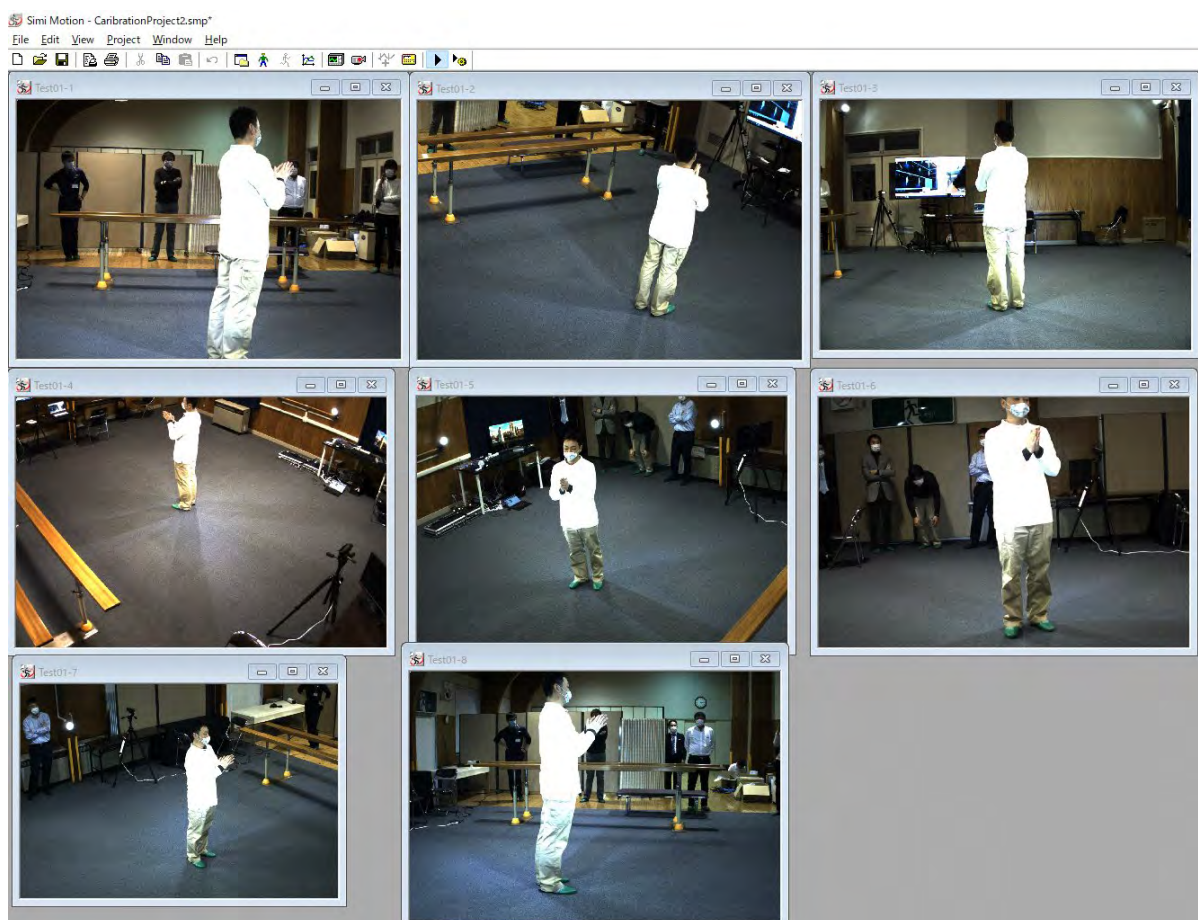 Simi Motion - CaribrationProject2.smp*
File Edit View Project Window Help
Test01-1
Test01-2
Test01-3
Test01-4
Test01-5
Test01-6
Test01-7
Test01-8